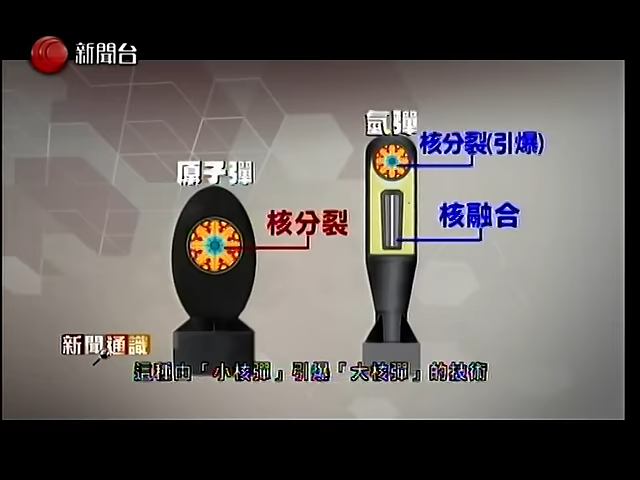 新聞台
氫彈
核分裂(引爆)
原子彈
核分裂
核融合
新聞通識
這種由「小核彈」引爆「大核彈」的技術